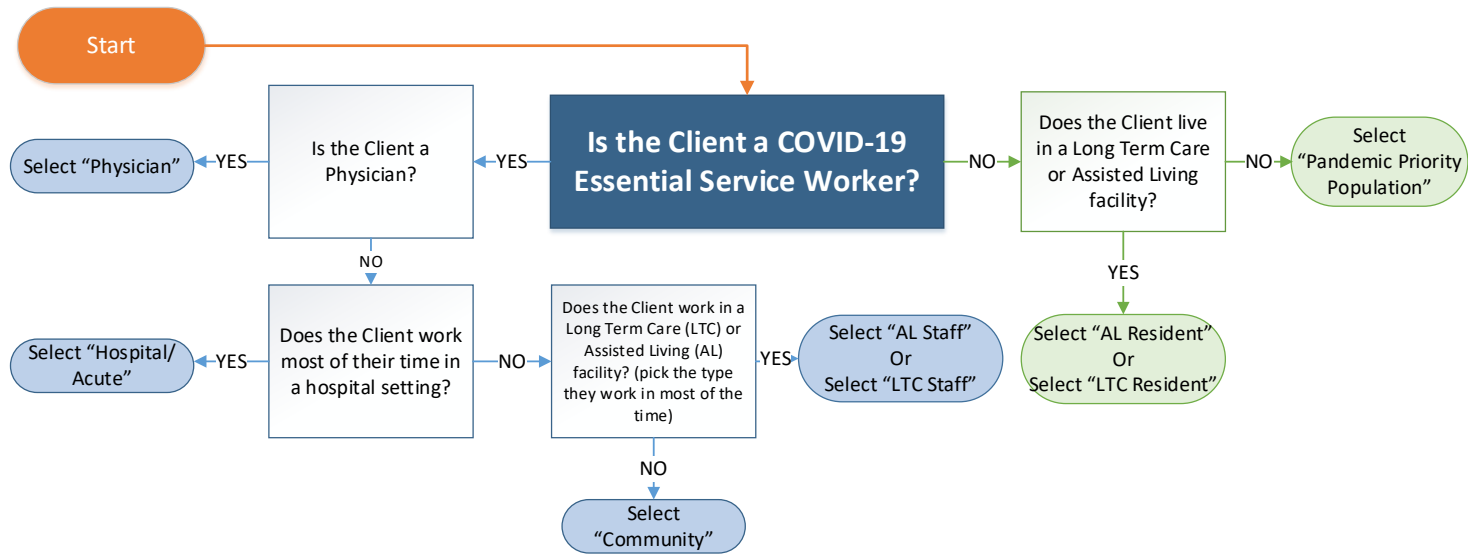 Start
Is the Client a COVID-19
Essential Service Worker?
YES
Is the Client a
Physician?
YES
Select “Physician”
NO
Does the Client work
most of their time in
a hospital setting?
YES
Select “Hospital/
Acute”
NO
Does the Client work in a
Long Term Care (LTC) or
Assisted Living (AL)
facility? (pick the type
they work in most of the
time)
YES
Select “AL Staff”
Or
Select “LTC Staff”
NO
Select
“Community”
NO
Does the Client live
in a Long Term Care
or Assisted Living
facility?
NO
Select
“Pandemic Priority
Population”
YES
Select “AL Resident”
Or
Select “LTC Resident”